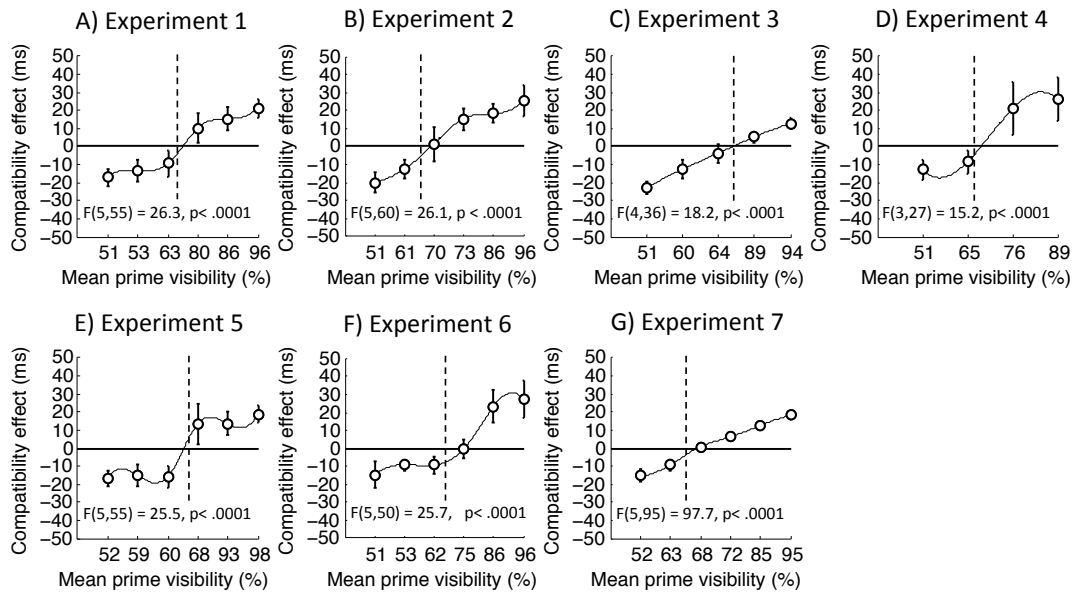 A) Experiment 1
B) Experiment 2
C) Experiment 3
D) Experiment 4
Compatibility effect (ms)
50
40
30
20
10
0
−10
−20
−30
−40
−50
F(5,55) = 26.3, p< .0001
51 53 63 80 86 96
Mean prime visibility (%)
Compatibility effect (ms)
50
40
30
20
10
0
−10
−20
−30
−40
−50
F(5,60) = 26.1, p< .0001
51 61 70 73 86 96
Mean prime visibility (%)
Compatibility effect (ms)
50
40
30
20
10
0
−10
−20
−30
−40
−50
F(4,36) = 18.2, p< .0001
51 60 64 89 94
Mean prime visibility (%)
Compatibility effect (ms)
50
40
30
20
10
0
−10
−20
−30
−40
−50
F(3,27) = 15.2, p< .0001
51 65 76 89
Mean prime visibility (%)
E) Experiment 5
F) Experiment 6
G) Experiment 7
Compatibility effect (ms)
50
40
30
20
10
0
−10
−20
−30
−40
−50
F(5,55) = 25.5, p< .0001
52 59 60 68 93 98
Mean prime visibility (%)
Compatibility effect (ms)
50
40
30
20
10
0
−10
−20
−30
−40
−50
F(5,50) = 25.7, p< .0001
51 53 62 75 86 96
Mean prime visibility (%)
Compatibility effect (ms)
50
40
30
20
10
0
−10
−20
−30
−40
−50
F(5,95) = 97.7, p< .0001
52 63 68 72 85 95
Mean prime visibility (%)